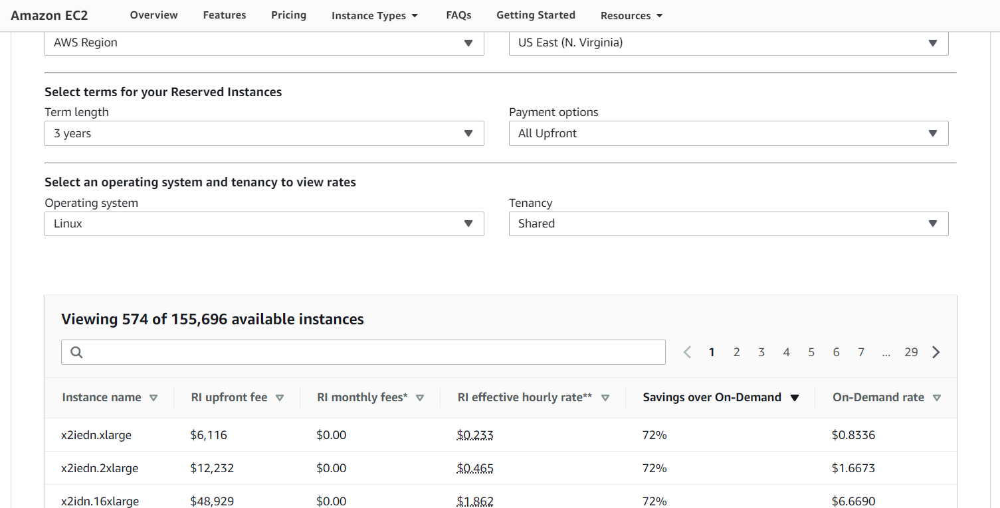 Amazon EC2 Overview Features Pricing Instance Types FAQs Getting Started Resources
AWS Region US East (N. Virginia)
Select terms for your Reserved Instances
Term length Payment options
3 years All Upfront
Select an operating system and tenancy to view rates
Operating system Tenancy
Linux Shared
Viewing 574 of 155,696 available instances
1 2 3 4 5 6 7 ... 29
Instance name RI upfront fee RI monthly fees* RI effective hourly rate** Savings over On-Demand On-Demand rate
x2iedn.xlarge $6,116 $0.00 $0.233 72% $0.8336
x2iedn.2xlarge $12,232 $0.00 $0.465 72% $1.6673
x2idn.16xlarge $48,929 $0.00 $1.862 72% $6.6690